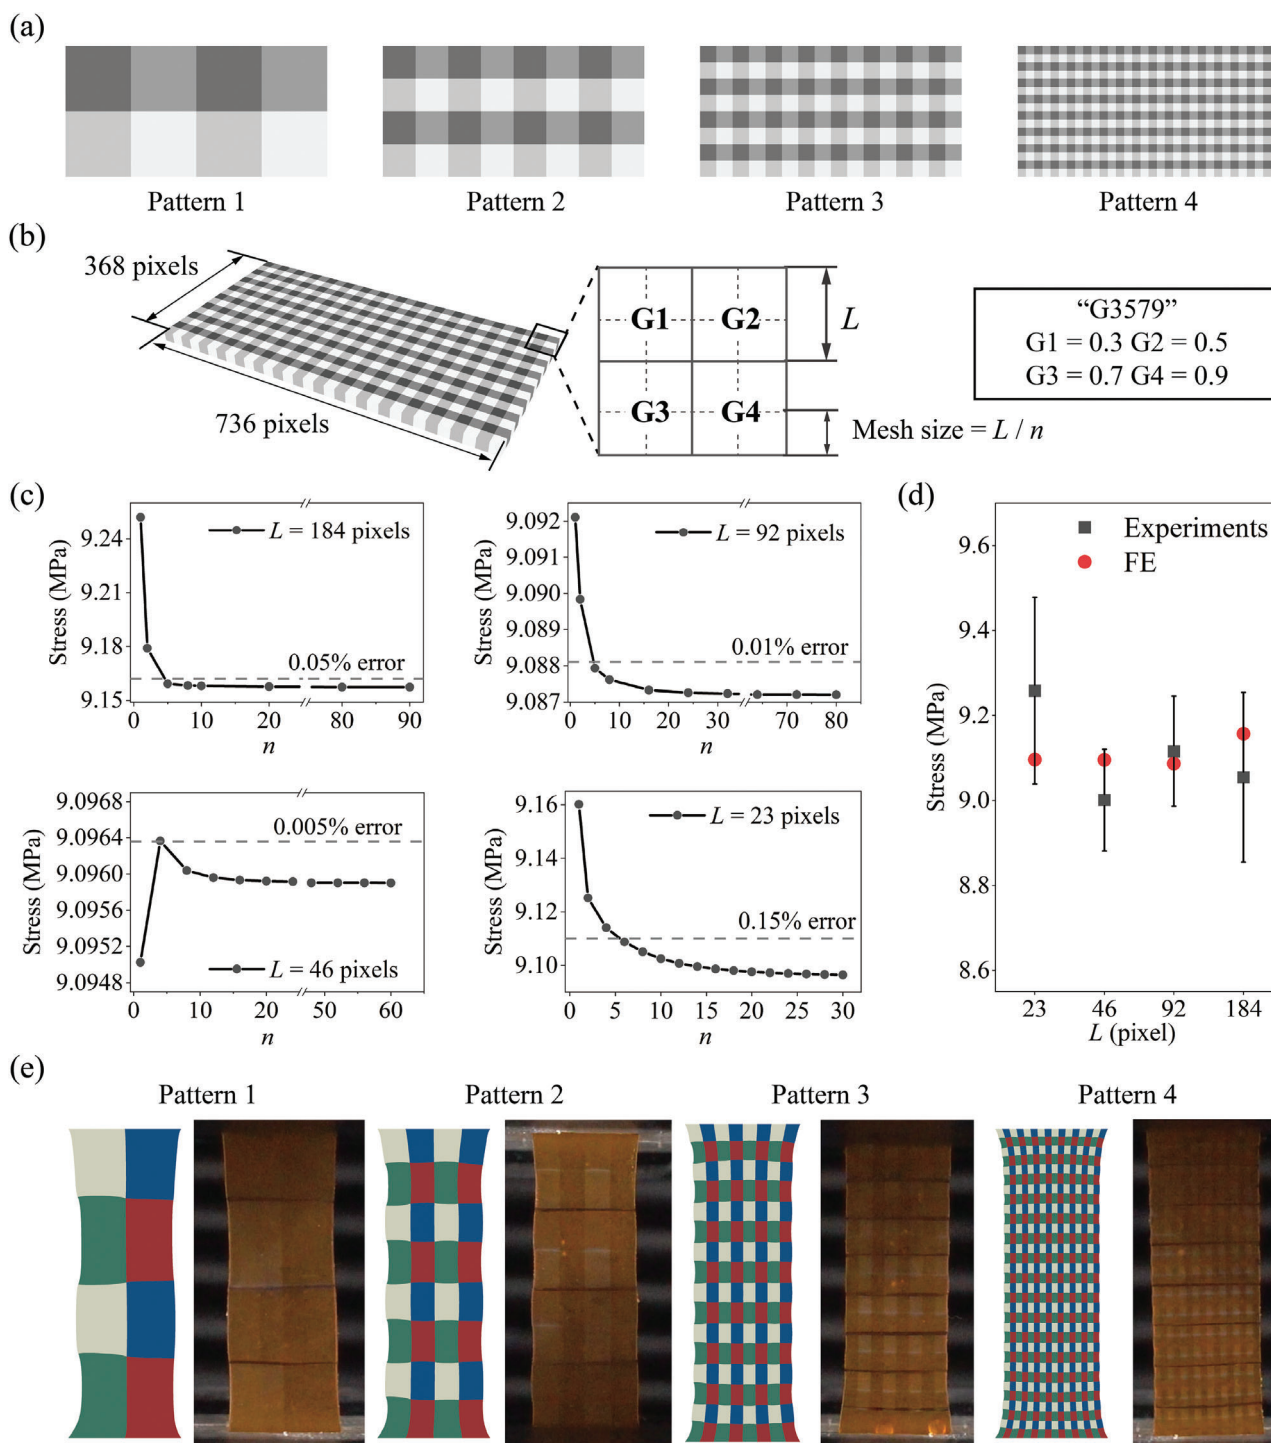 (a)
Pattern 1
Pattern 2
Pattern 3
Pattern 4
(b)
368 pixels
736 pixels
G1
G2
G3
G4
L
Mesh size = L / n
“G3579”
G1 = 0.3 G2 = 0.5
G3 = 0.7 G4 = 0.9
(c)
Stress (MPa)
9.24
9.21
9.18
9.15
L = 184 pixels
0.05% error
0 10 20 80 90
n
Stress (MPa)
9.092
9.091
9.090
9.089
9.088
9.087
L = 92 pixels
0.01% error
0 10 20 30 70 80
n
Stress (MPa)
9.0968
9.0964
9.0960
9.0956
9.0952
9.0948
0.005% error
L = 46 pixels
0 10 20 50 60
n
Stress (MPa)
9.16
9.14
9.12
9.10
L = 23 pixels
0.15% error
0 5 10 15 20 25 30
n
(d)
Stress (MPa)
9.6
9.4
9.2
9.0
8.8
8.6
Experiments
FE
23 46 92 184
L (pixel)
(e)
Pattern 1
Pattern 2
Pattern 3
Pattern 4